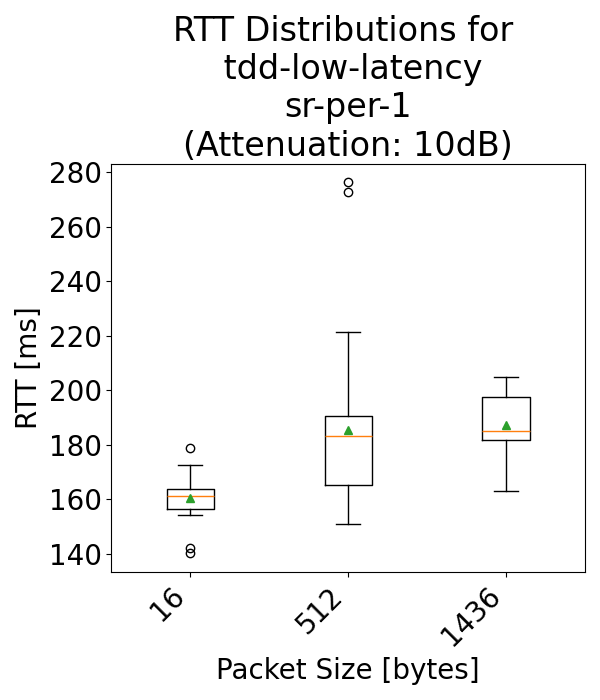 RTT Distributions for
tdd-low-latency
sr-per-1
(Attenuation: 10dB)
280
260
240
220
200
180
160
140
RTT [ms]
16
512
1436
Packet Size [bytes]